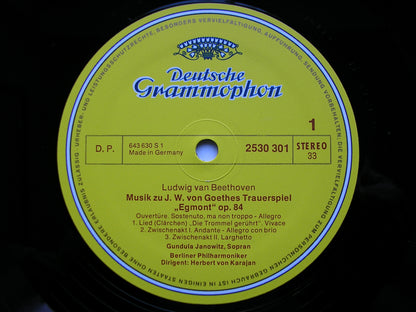 Deutsche
Grammophon
1
D. P.
643 630 S 1
Made in Germany
2530 301
STEREO
33
Ludwig van Beethoven
Musik zu J. W. von Goethes Trauerspiel
„Egmont” op. 84
Ouvertüre. Sostenuto, ma non troppo - Allegro
1. Lied (Clärchen) „Die Trommel gerühret”. Vivace
2. Zwischenakt I. Andante - Allegro con brio
3. Zwischenakt II. Larghetto
Gundula Janowitz, Sopran
Berliner Philharmoniker
Dirigent: Herbert von Karajan